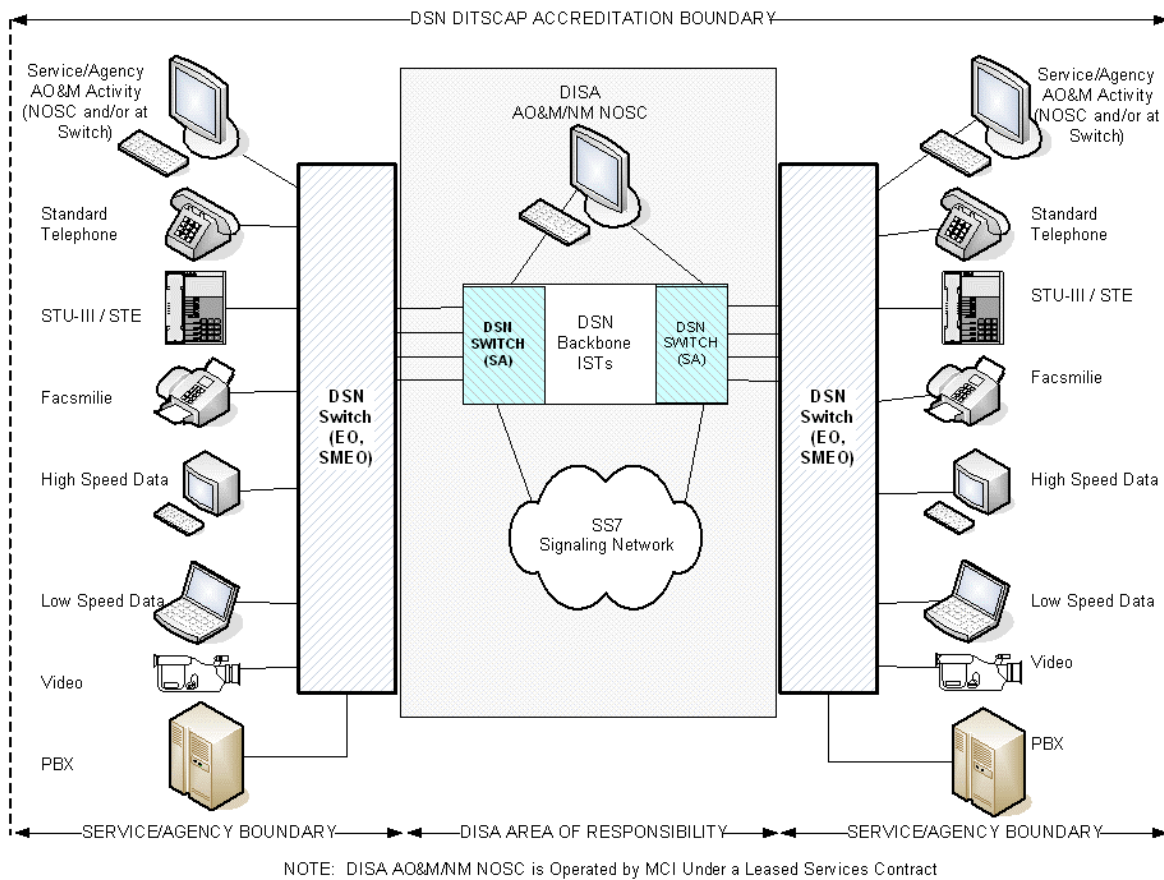 DSN DITSCAP ACCREDITATION BOUNDARY
Service/Agency
AO&M Activity
(NOSC and/or at
Switch)
Standard
Telephone
STU-III / STE
Facsmilie
High Speed Data
Low Speed Data
Video
PBX
DSN
Switch
(EO,
SMEO)
DISA
AO&M/NM NOSC
DSN
SWITCH
(SA)
DSN
Backbone
ISTs
DSN
SWITCH
(SA)
SS7
Signaling Network
DSN
Switch
(EO,
SMEO)
Service/Agency
AO&M Activity
(NOSC and/or at
Switch)
Standard
Telephone
STU-III / STE
Facsmilie
High Speed Data
Low Speed Data
Video
PBX
SERVICE/AGENCY BOUNDARY
DISA AREA OF RESPONSIBILITY
SERVICE/AGENCY BOUNDARY
NOTE: DISA AO&M/NM NOSC is Operated by MCI Under a Leased Services Contract